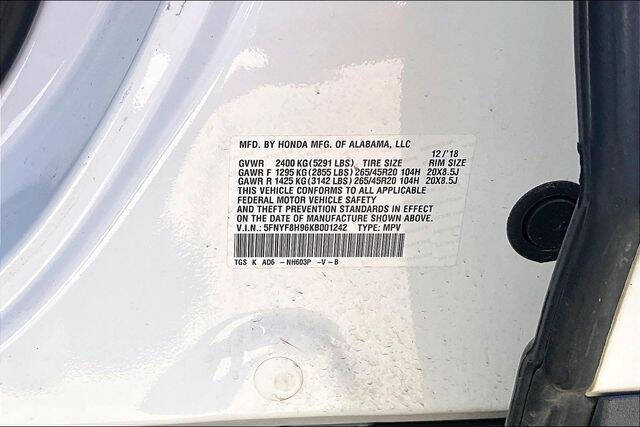 MFD. BY HONDA MFG. OF ALABAMA, LLC
12/'18
GVWR 2400 KG(5291 LBS) TIRE SIZE RIM SIZE
GAWR F 1295 KG(2855 LBS) 265/45R20 104H 20X8.5J
GAWR R 1425 KG(3142 LBS) 265/45R20 104H 20X8.5J
THIS VEHICLE CONFORMS TO ALL APPLICABLE
FEDERAL MOTOR VEHICLE SAFETY
AND THEFT PREVENTION STANDARDS IN EFFECT
ON THE DATE OF MANUFACTURE SHOWN ABOVE.
V.I.N.: 5FNYF8H96KB001242 TYPE: MPV
TGS K AD6 -NH603P -V-B